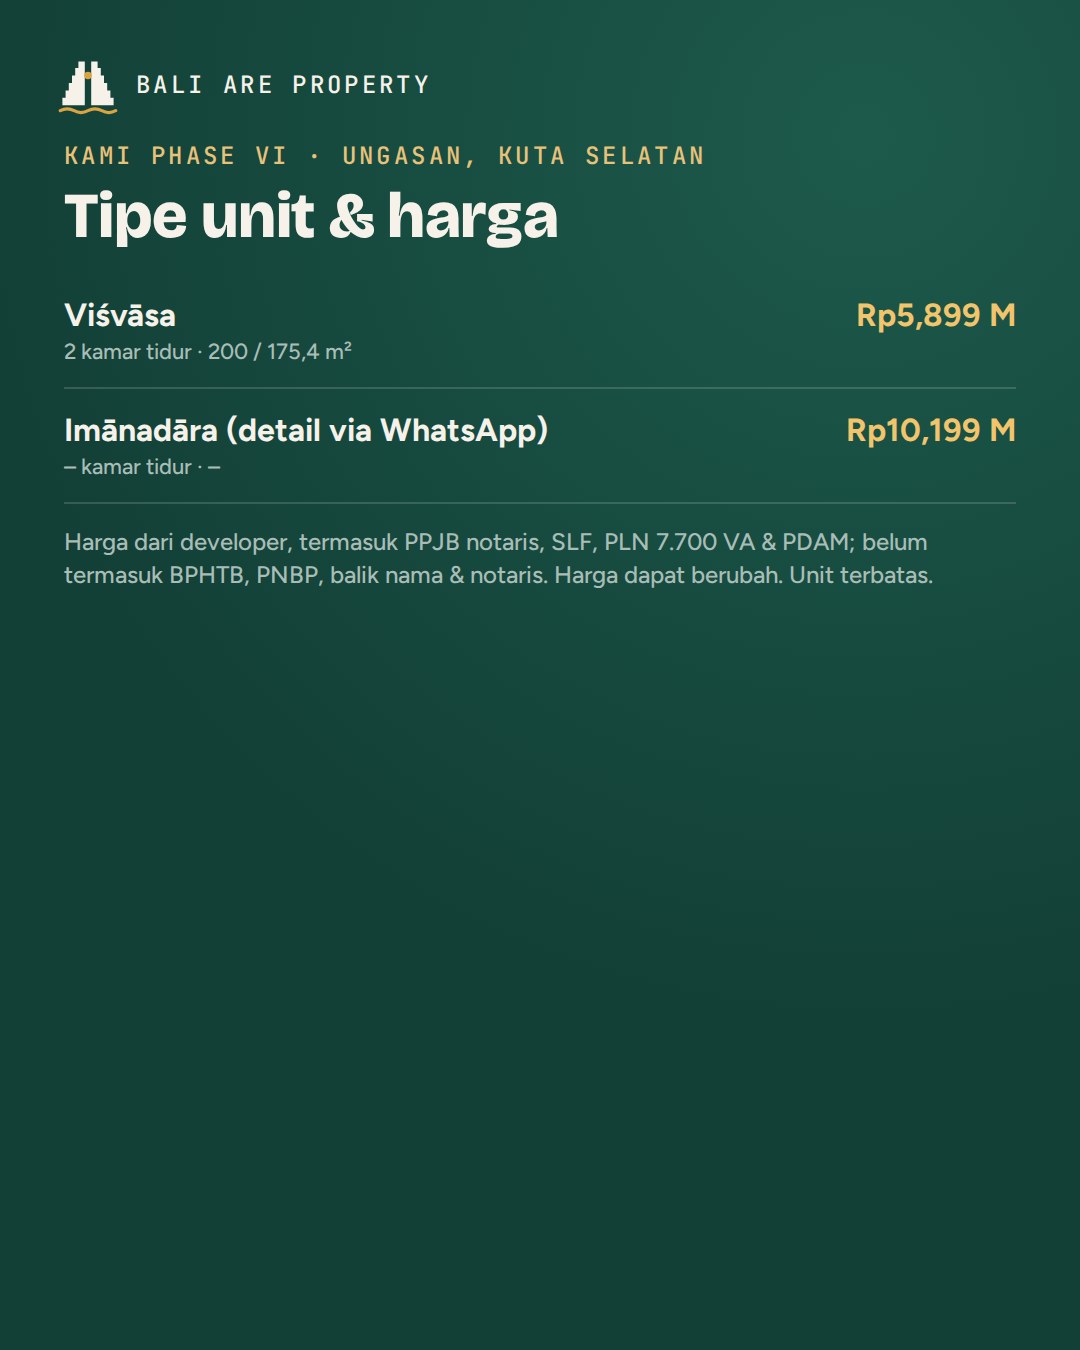 BALI ARE PROPERTY
KAMI PHASE VI · UNGASAN, KUTA SELATAN
Tipe unit & harga
Viśvāsa
Rp5,899 M
2 kamar tidur · 200 / 175,4 m²
Imānadāra (detail via WhatsApp)
Rp10,199 M
– kamar tidur · –
Harga dari developer, termasuk PPJB notaris, SLF, PLN 7.700 VA & PDAM; belum
termasuk BPHTB, PNBP, balik nama & notaris. Harga dapat berubah. Unit terbatas.